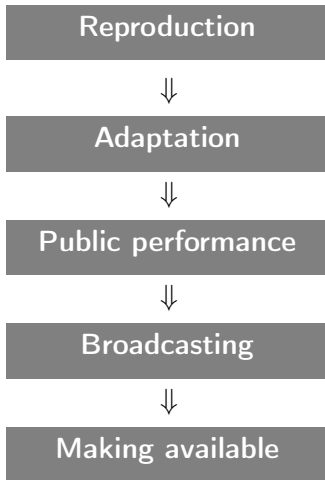 Reproduction
⇓
Adaptation
⇓
Public performance
⇓
Broadcasting
⇓
Making available